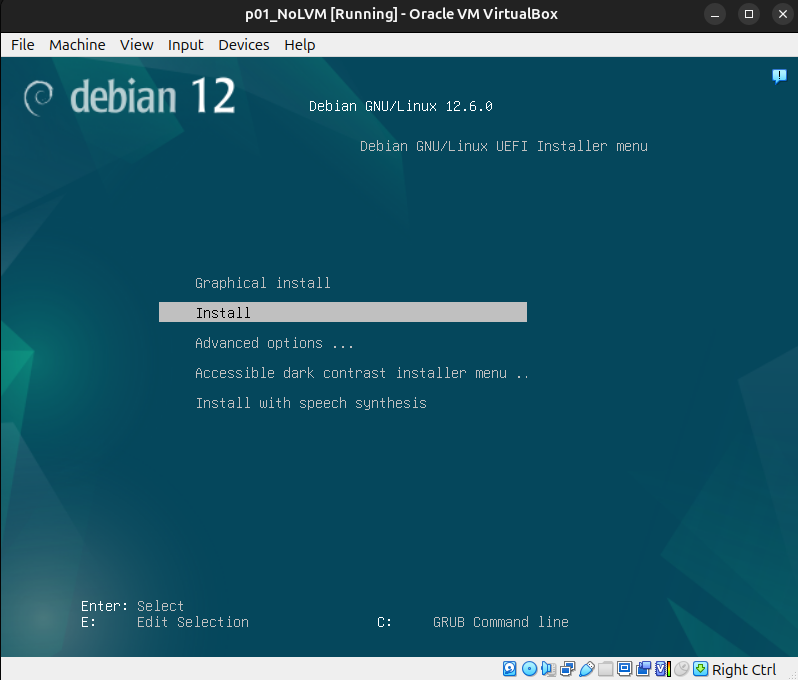 p01_NoLVM [Running] - Oracle VM VirtualBox
File Machine View Input Devices Help
debian 12
Debian GNU/Linux 12.6.0
Debian GNU/Linux UEFI Installer menu
Graphical install
Install
Advanced options ...
Accessible dark contrast installer menu ..
Install with speech synthesis
Enter: Select
E: Edit Selection C: GRUB Command line
Right Ctrl